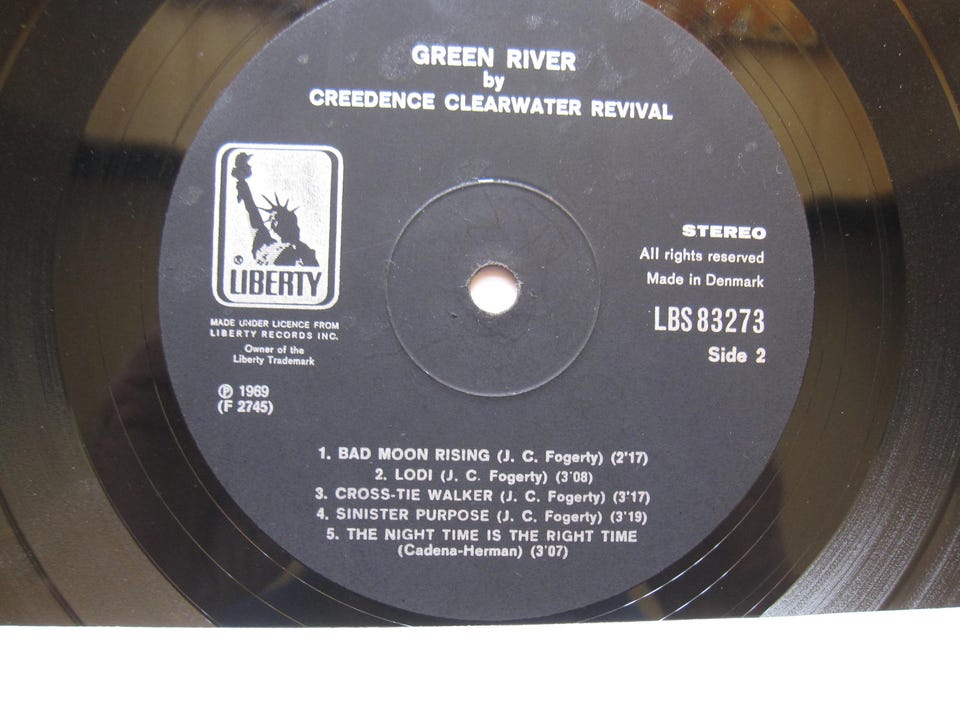 GREEN RIVER
by
CREEDENCE CLEARWATER REVIVAL
LIBERTY
MADE UNDER LICENCE FROM
LIBERTY RECORDS INC.
Owner of the
Liberty Trademark
Ⓟ 1969
(F 2745)
STEREO
All rights reserved
Made in Denmark
LBS 83273
Side 2
1. BAD MOON RISING (J. C. Fogerty) (2'17)
2. LODI (J. C. Fogerty) (3'08)
3. CROSS-TIE WALKER (J. C. Fogerty) (3'17)
4. SINISTER PURPOSE (J. C. Fogerty) (3'19)
5. THE NIGHT TIME IS THE RIGHT TIME
(Cadena-Herman) (3'07)